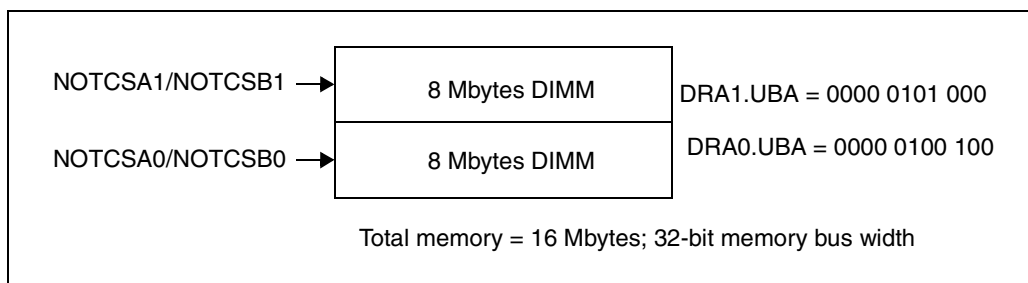 NOTCSA1/NOTCSB1 8 Mbytes DIMM DRA1.UBA = 0000 0101 000
NOTCSA0/NOTCSB0 8 Mbytes DIMM DRA0.UBA = 0000 0100 100
Total memory = 16 Mbytes; 32-bit memory bus width